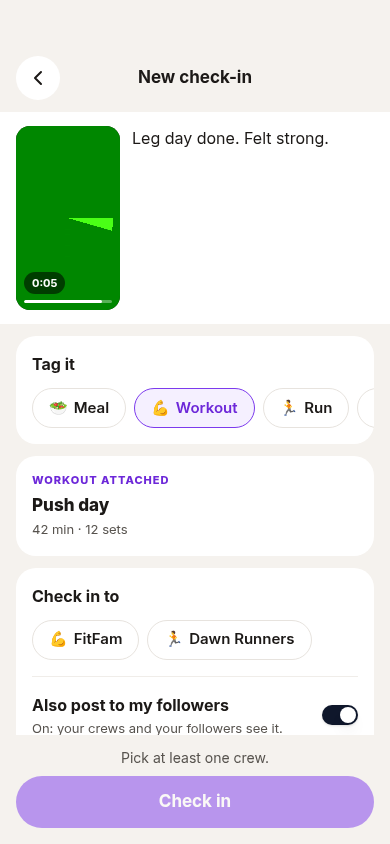 New check-in
Leg day done. Felt strong.
0:05
Tag it
🥗 Meal
💪 Workout
🏃 Run
WORKOUT ATTACHED
Push day
42 min · 12 sets
Check in to
💪 FitFam
🏃 Dawn Runners
Also post to my followers
On: your crews and your followers see it.
Pick at least one crew.
Check in